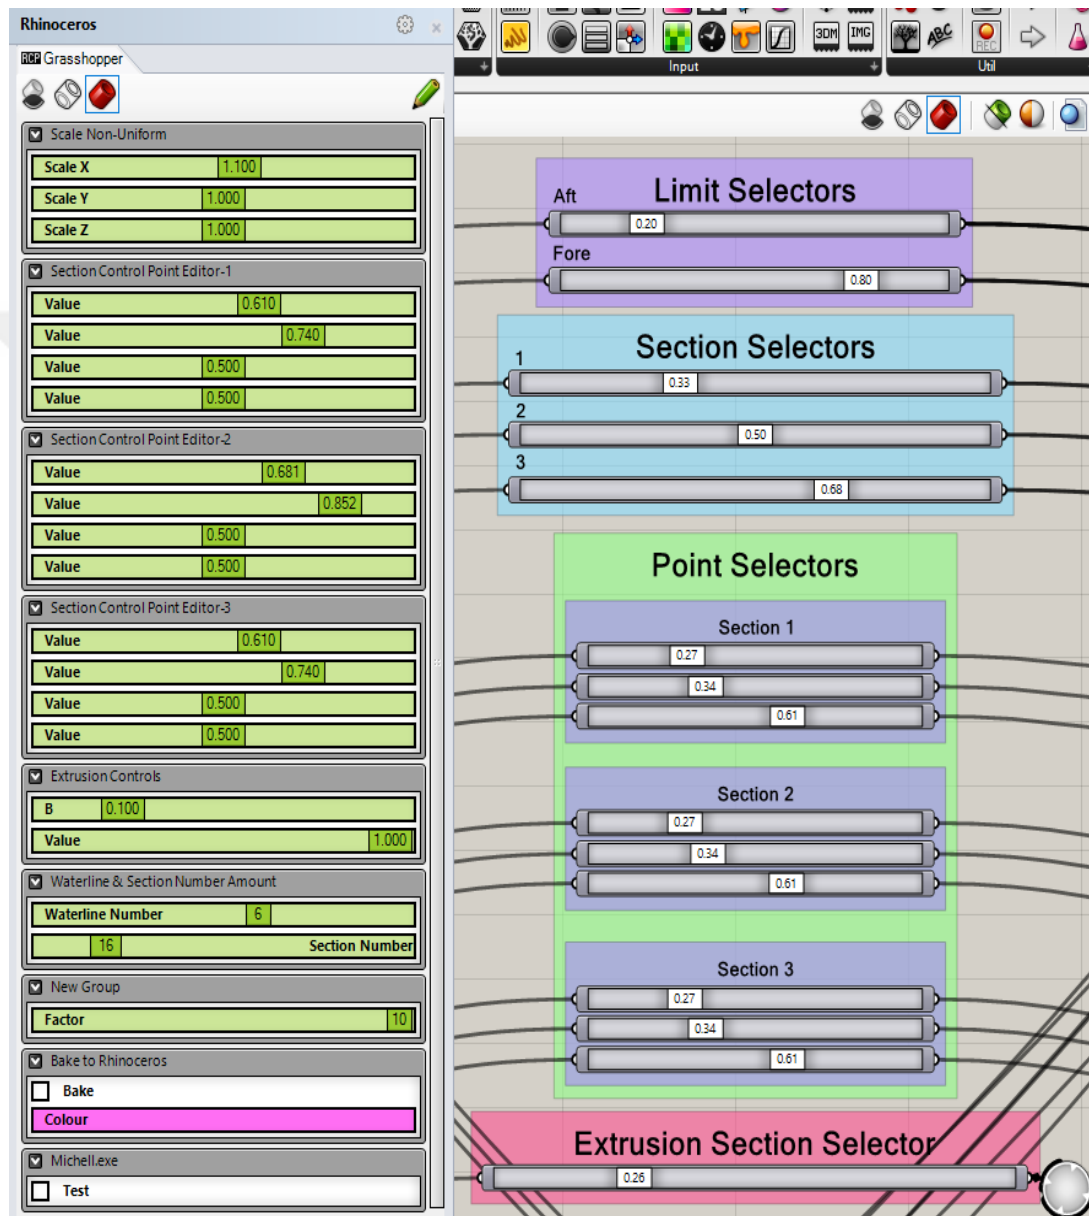 Rhinoceros
RCP Grasshopper
Scale Non-Uniform
Scale X 1.100
Scale Y 1.000
Scale Z 1.000
Section Control Point Editor-1
Value 0.610
Value 0.740
Value 0.500
Value 0.500
Section Control Point Editor-2
Value 0.681
Value 0.852
Value 0.500
Value 0.500
Section Control Point Editor-3
Value 0.610
Value 0.740
Value 0.500
Value 0.500
Extrusion Controls
B 0.100
Value 1.000
Waterline & Section Number Amount
Waterline Number 6
16 Section Number
New Group
Factor 10
Bake to Rhinoceros
Bake
Colour
Michell.exe
Test
3DM IMG ABC REC
Input Util
Limit Selectors
Aft
0.20
Fore
0.80
Section Selectors
1
0.33
2
0.50
3
0.68
Point Selectors
Section 1
0.27
0.34
0.61
Section 2
0.27
0.34
0.61
Section 3
0.27
0.34
0.61
Extrusion Section Selector
0.26